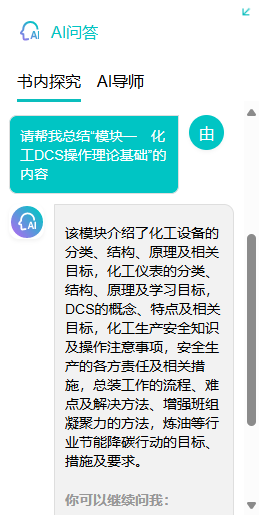 AI
AI问答
书内探究 AI导师
请帮我总结“模块一 化
工DCS操作理论基础”的
内容
由
AI
该模块介绍了化工设备的
分类、结构、原理及相关
目标，化工仪表的分类、
结构、原理及学习目标，
DCS的概念、特点及相关
目标，化工生产安全知识
及操作注意事项，安全生
产的各方责任及相关措
施，总装工作的流程、难
点及解决方法、增强班组
凝聚力的方法，炼油等行
业节能降碳行动的目标、
措施及要求。
你可以继续问我：